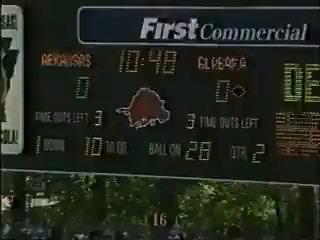 First Commercial
ARKANSAS 10:48
0 0
TIME OUTS LEFT 3 3 TIME OUTS LEFT
1 DOWN 10 TO GO BALL ON 28 QTR 2
16